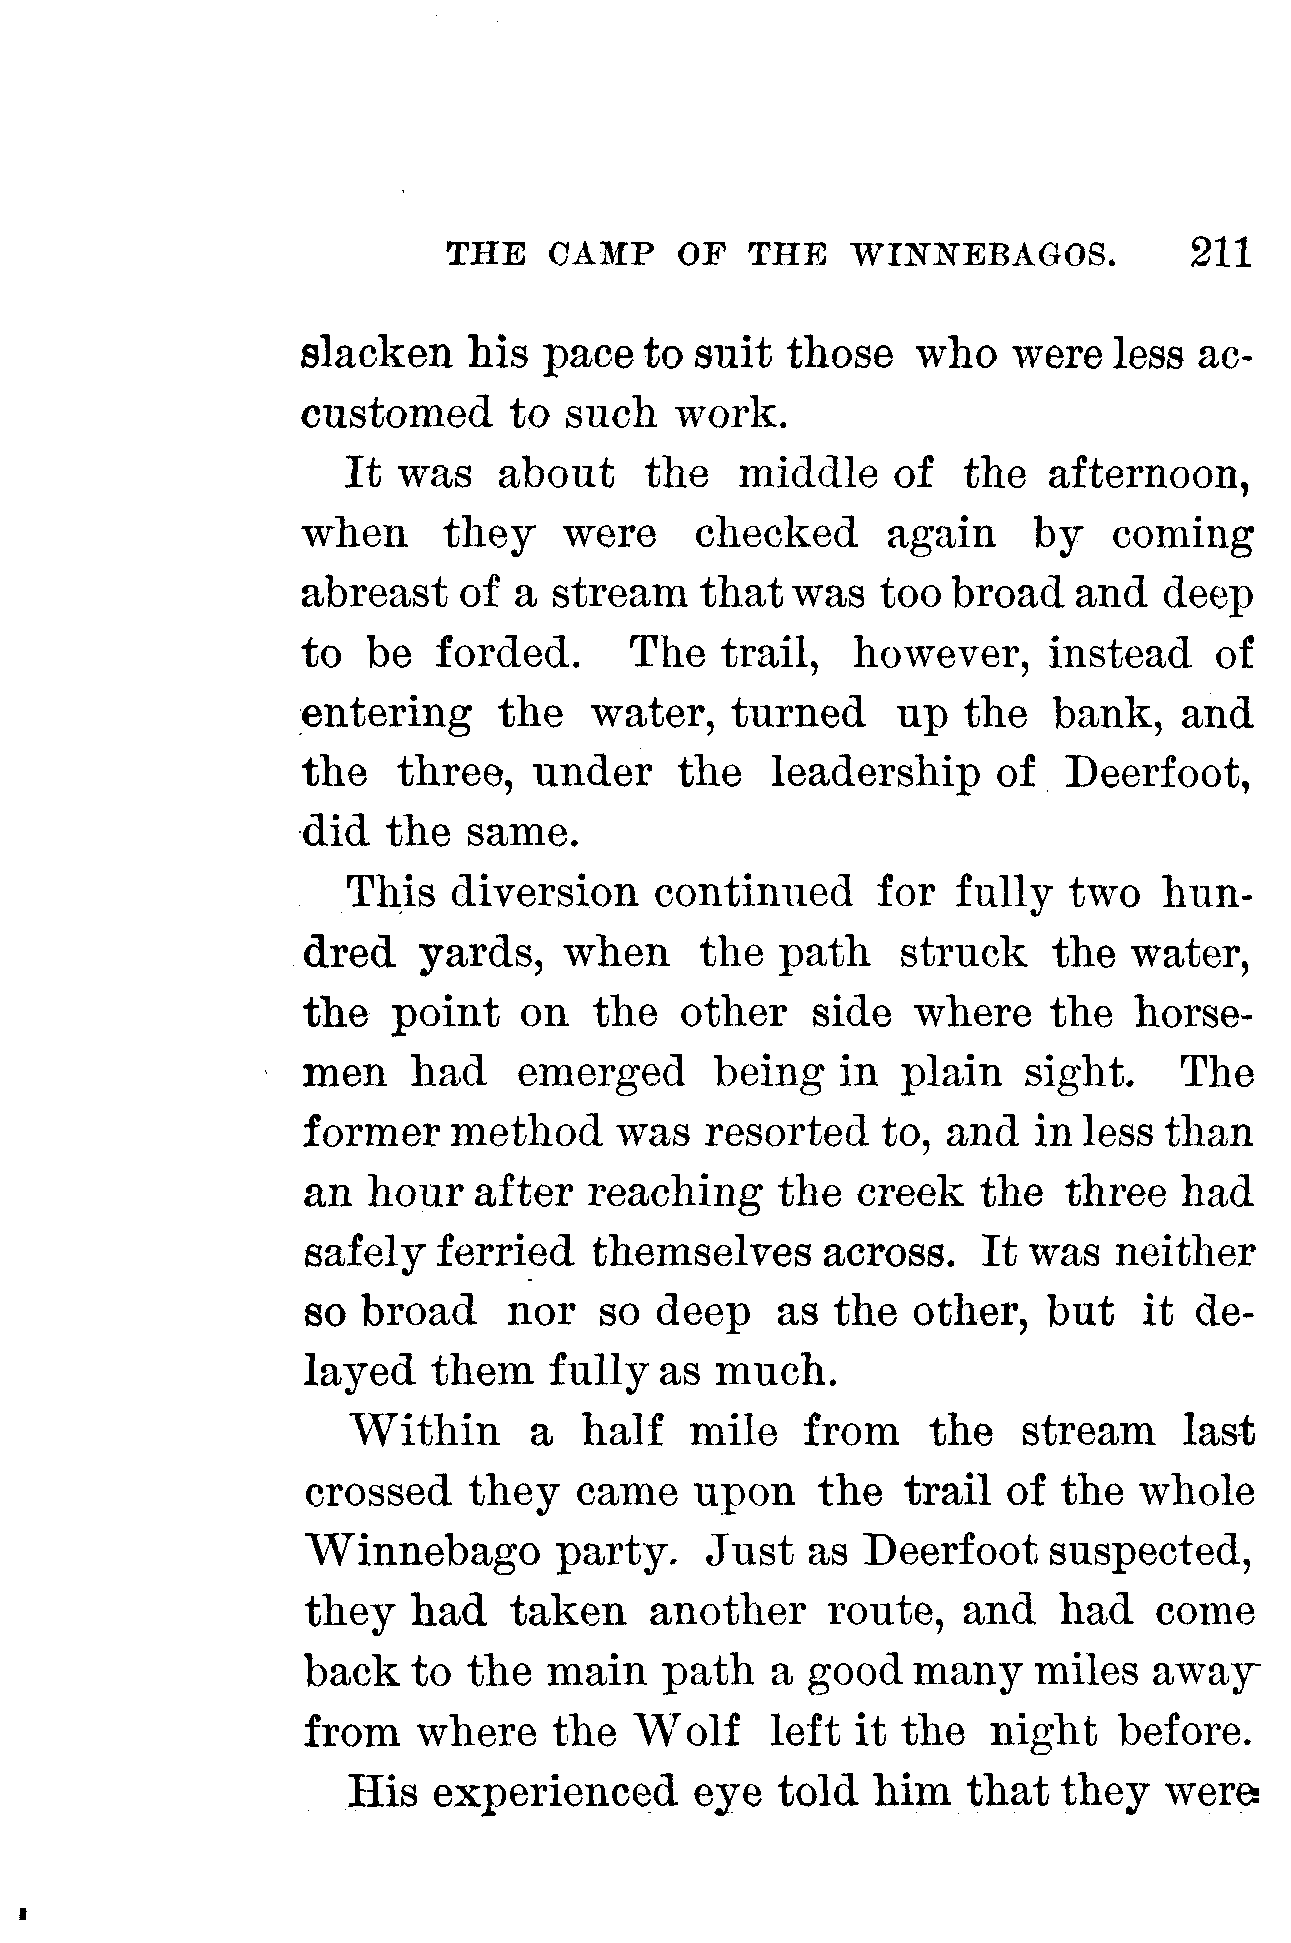 THE CAMP OF THE WINNEBAGOS. 211
slacken his pace to suit those who were less ac-
customed to such work.
It was about the middle of the afternoon,
when they were checked again by coming
abreast of a stream that was too broad and deep
to be forded. The trail, however, instead of
entering the water, turned up the bank, and
the three, under the leadership of Deerfoot,
did the same.
This diversion continued for fully two hun-
dred yards, when the path struck the water,
the point on the other side where the horse-
men had emerged being in plain sight. The
former method was resorted to, and in less than
an hour after reaching the creek the three had
safely ferried themselves across. It was neither
so broad nor so deep as the other, but it de-
layed them fully as much.
Within a half mile from the stream last
crossed they came upon the trail of the whole
Winnebago party. Just as Deerfoot suspected,
they had taken another route, and had come
back to the main path a good many miles away
from where the Wolf left it the night before.
His experienced eye told him that they were